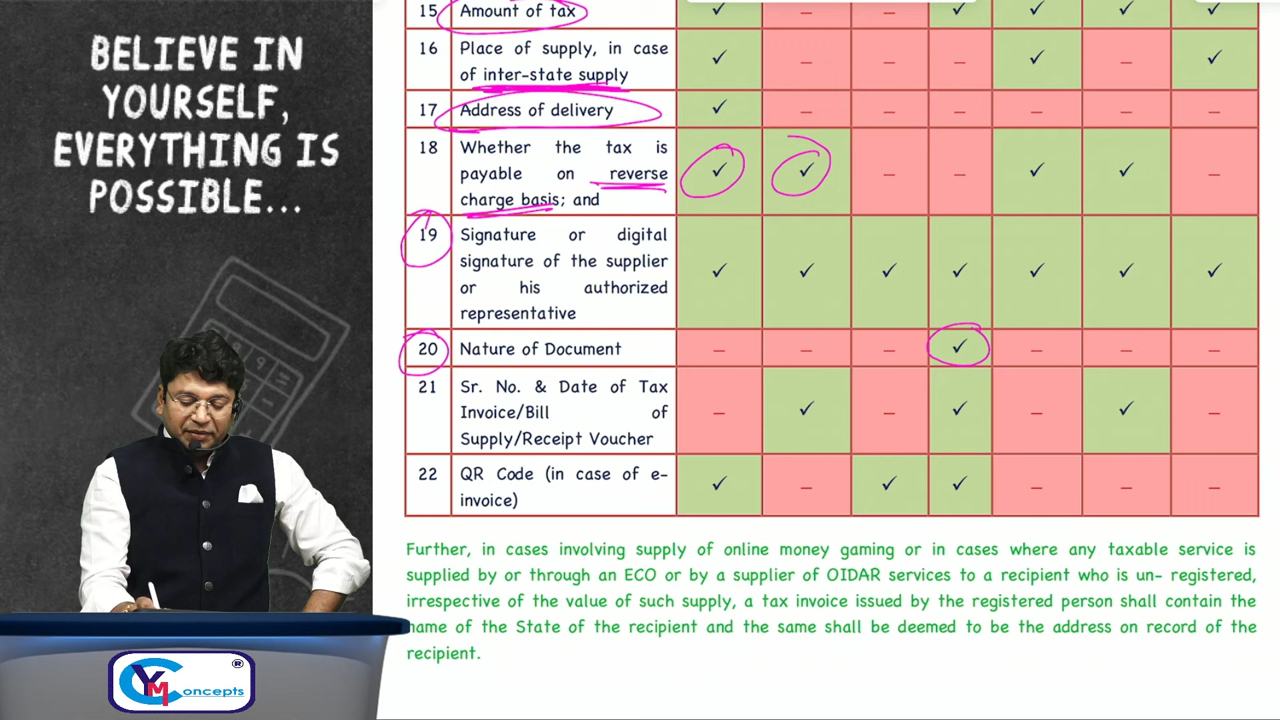 BELIEVE IN
YOURSELF,
EVERYTHING IS
POSSIBLE...
15 Amount of tax ✓ – – ✓ ✓ ✓ ✓
16 Place of supply, in case
of inter-state supply ✓ – – – ✓ – ✓
17 Address of delivery ✓ – – – – – –
18 Whether the tax is
payable on reverse
charge basis; and ✓ ✓ – – ✓ ✓ –
19 Signature or digital
signature of the supplier
or his authorized
representative ✓ ✓ ✓ ✓ ✓ ✓ ✓
20 Nature of Document – – – ✓ – – –
21 Sr. No. & Date of Tax
Invoice/Bill of
Supply/Receipt Voucher – ✓ – ✓ – ✓ –
22 QR Code (in case of e-
invoice) ✓ – ✓ ✓ – – –
Further, in cases involving supply of online money gaming or in cases where any taxable service is
supplied by or through an ECO or by a supplier of OIDAR services to a recipient who is un- registered,
irrespective of the value of such supply, a tax invoice issued by the registered person shall contain the
name of the State of the recipient and the same shall be deemed to be the address on record of the
recipient.
YM Concepts ®